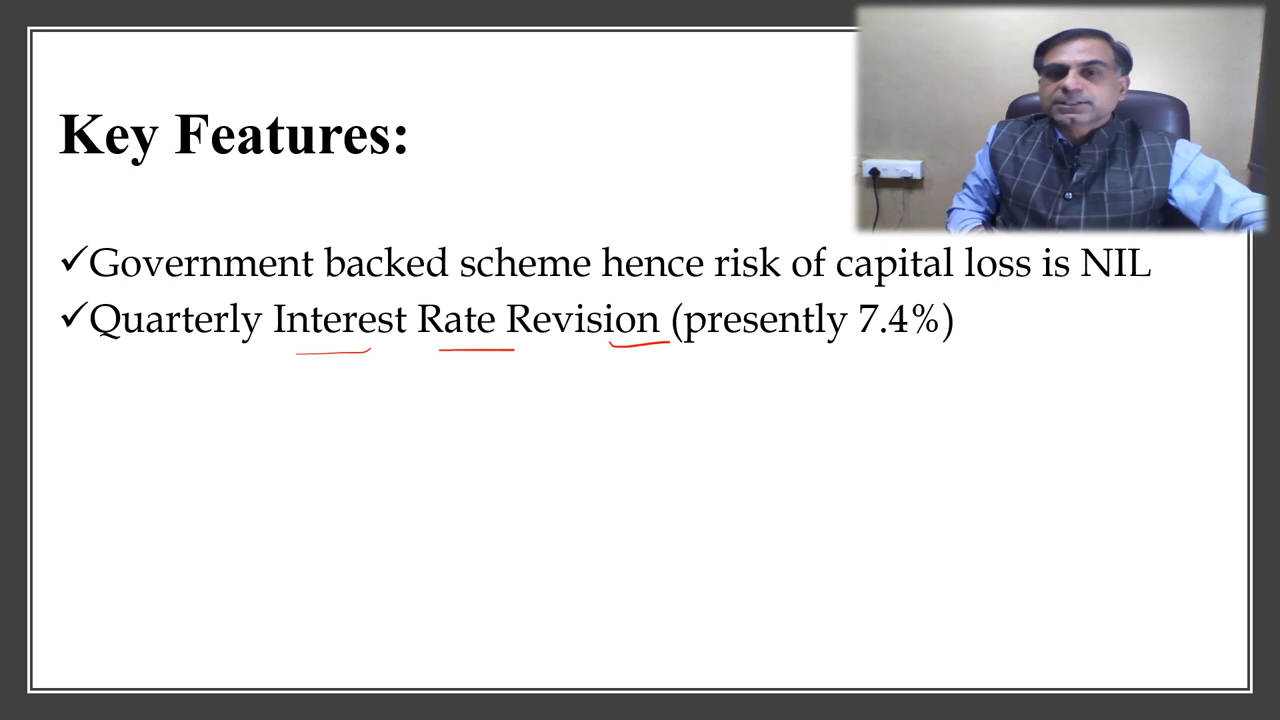 Key Features:
✓Government backed scheme hence risk of capital loss is NIL
✓Quarterly Interest Rate Revision (presently 7.4%)